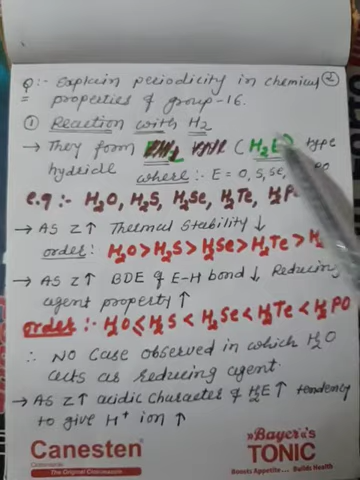 Q:- Explain periodicity in chemical ②
properties of group-16.
① Reaction with H2
→ They form (H2E) type
hydride where :- E = O, S, Se, PO
e.g :- H2O, H2S, H2Se, H2Te, H2PO
→ AS Z↑ Thermal Stability ↓
order: H2O > H2S > H2Se > H2Te > H
→ AS Z↑ BDE of E-H bond ↓ Reducing
agent property ↑
order :- H2O < H2S < H2Se < H2Te < H2PO
∴ NO Case observed in which H2O
acts as Reducing agent.
→ AS Z↑ acidic character of H2E ↑ tendency
to give H+ ion ↑
Canesten
Clotrimazole
The Original Clotrimazole
»Bayer's
TONIC
Boosts Appetite... Builds Health